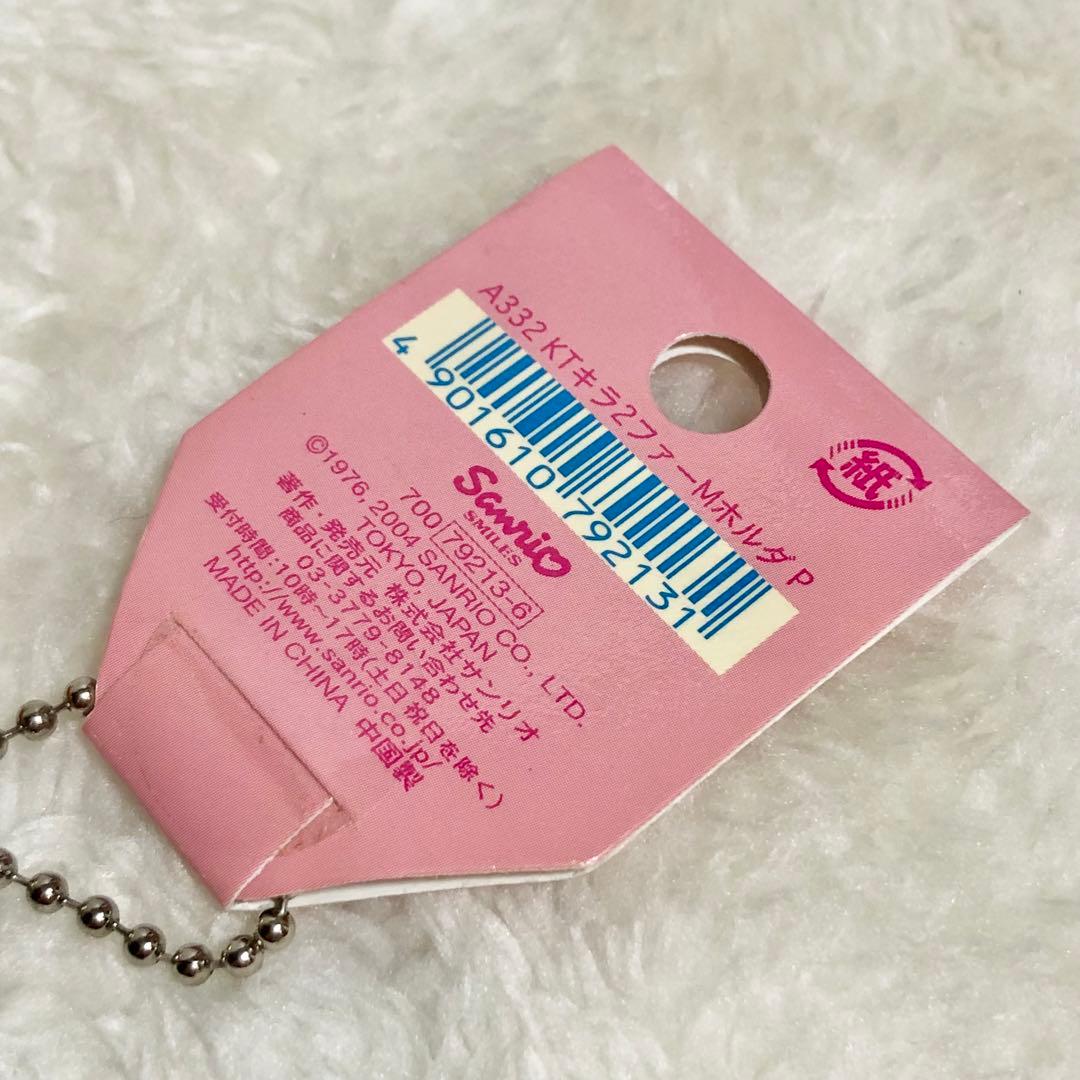 紙
A332 KTキラ2ファーMホルダ P
4 901610 792131
Sanrio
SMILES
700 79213-6
©1976, 2004 SANRIO CO., LTD.
TOKYO, JAPAN
著作・発売元 株式会社サンリオ
商品に関するお問い合わせ先
03-3779-8148
受付時間:10時~17時(土日祝日を除く)
http://www.sanrio.co.jp/
MADE IN CHINA 中国製